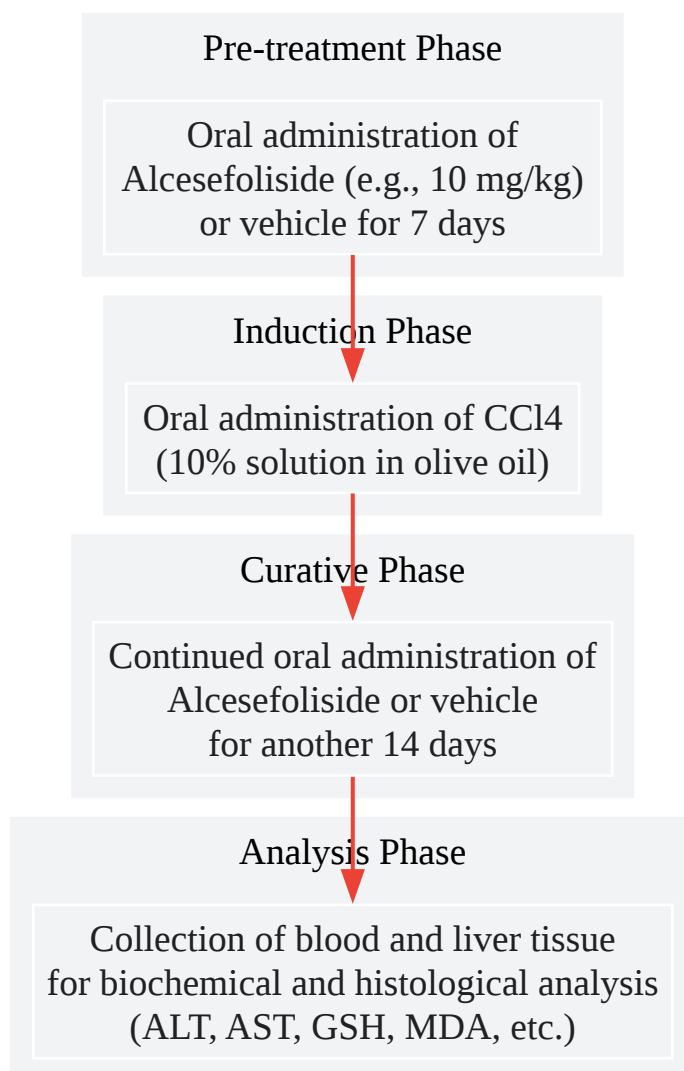 Pre-treatment Phase
Oral administration of
Alcesefoliside (e.g., 10 mg/kg)
or vehicle for 7 days
Induction Phase
Oral administration of CCl4
(10% solution in olive oil)
Curative Phase
Continued oral administration of
Alcesefoliside or vehicle
for another 14 days
Analysis Phase
Collection of blood and liver tissue
for biochemical and histological analysis
(ALT, AST, GSH, MDA, etc.)